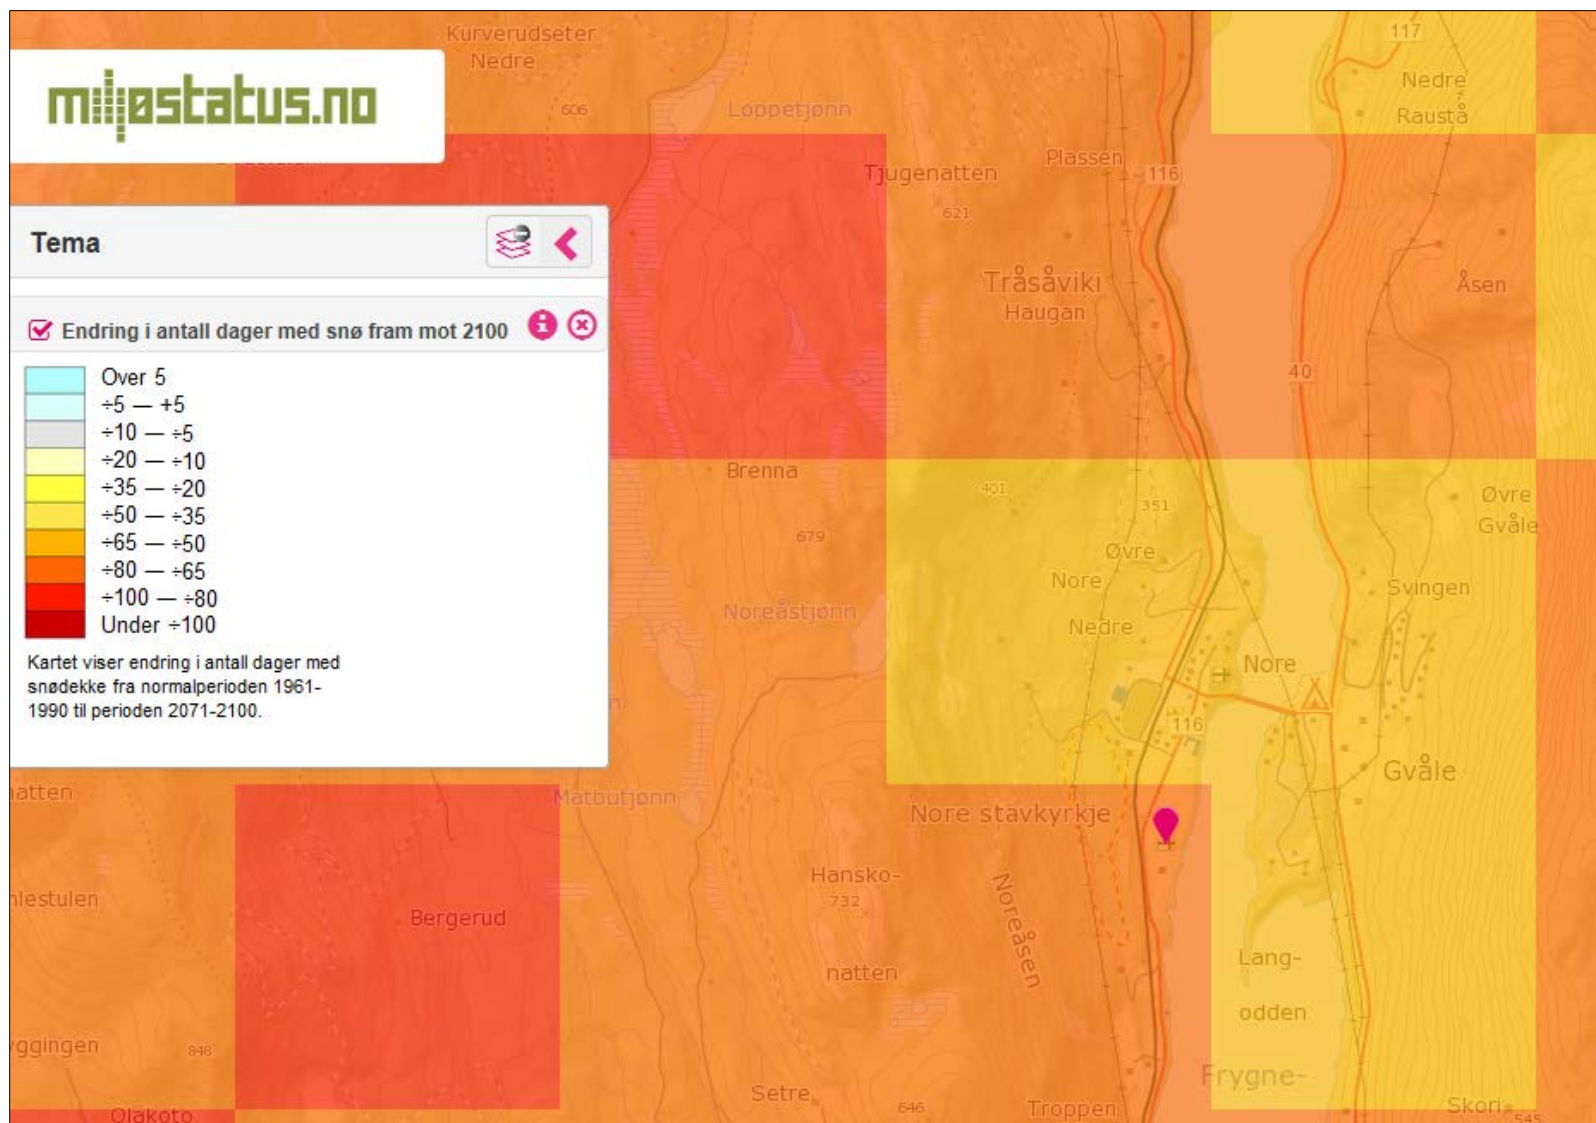 miljøstatus.no
Tema
Endring i antall dager med snø fram mot 2100
Over 5
÷5 — +5
÷10 — ÷5
÷20 — ÷10
÷35 — ÷20
÷50 — ÷35
÷65 — ÷50
÷80 — ÷65
÷100 — ÷80
Under ÷100
Kartet viser endring i antall dager med
snødekke fra normalperioden 1961-
1990 til perioden 2071-2100.
Kurverudseter
Nedre
606
Loppetjønn
117
Nedre
Raustå
Plassen
Tjugenatten
116
621
Tråsåviki
Haugan
Åsen
40
Brenna
401
351
Øvre
Gvåle
679
Øvre
Nore
Nedre
Svingen
Noreåstjønn
Nore
116
Gvåle
Matbutjønn
Nore stavkyrkje
Hansko-
732
natten
Noreåsen
Bergerud
Lang-
odden
848
Setre
646
Troppen
Frygne-
Skori
545
Olakoto